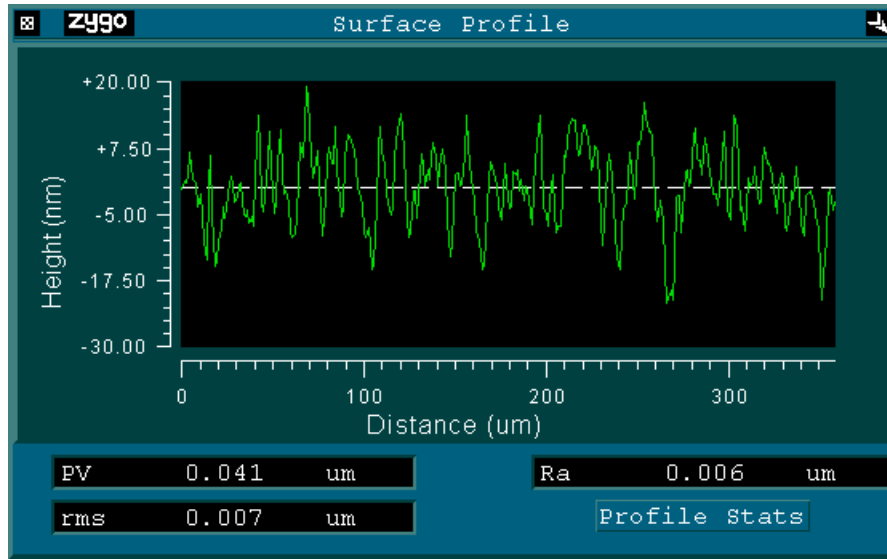 zygo Surface Profile
+20.00
+7.50
-5.00
-17.50
-30.00
Height (nm)
0 100 200 300
Distance (um)
PV 0.041 um Ra 0.006 um
rms 0.007 um Profile Stats